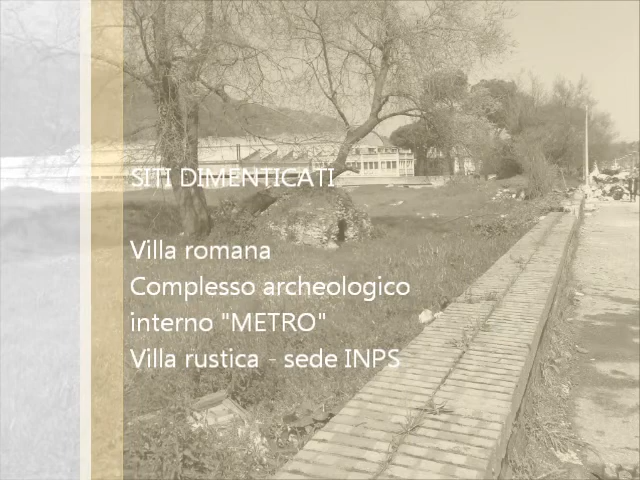 SITI DIMENTICATI
Villa romana
Complesso archeologico
interno "METRO"
Villa rustica - sede INPS